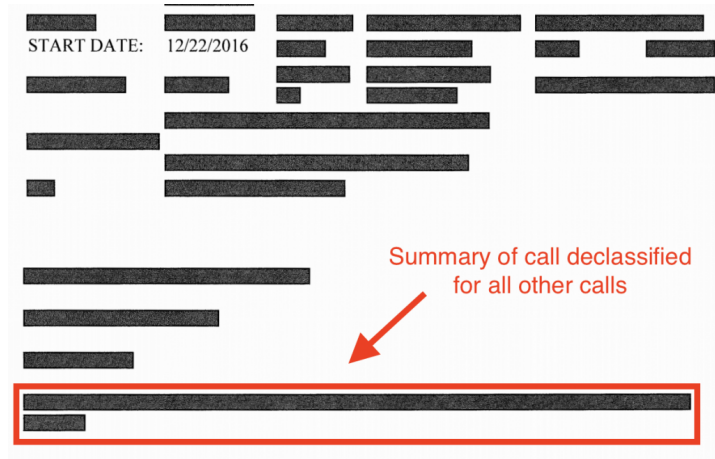 START DATE: 12/22/2016
Summary of call declassified
for all other calls